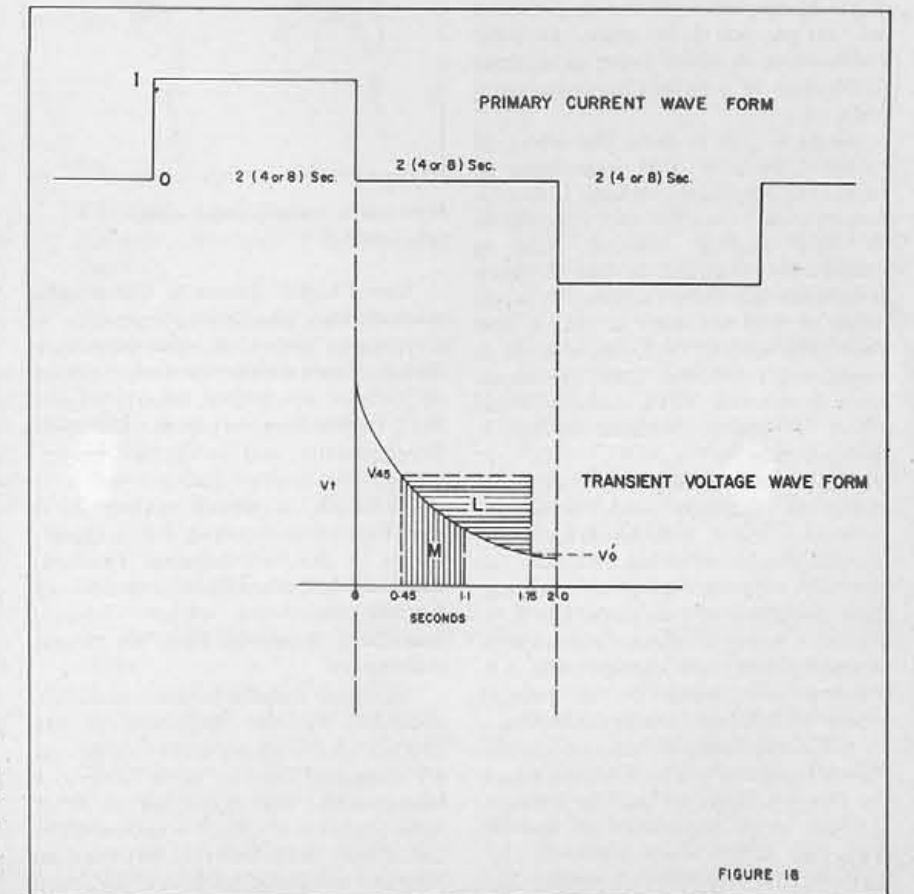 I
PRIMARY CURRENT WAVE FORM
O
2 (4 or 8) Sec.
2 (4 or 8) Sec.
2 (4 or 8) Sec.
V45
Vt
L
TRANSIENT VOLTAGE WAVE FORM
M
Vo
0
0·45
1·1
1·75
2·0
SECONDS
FIGURE 18